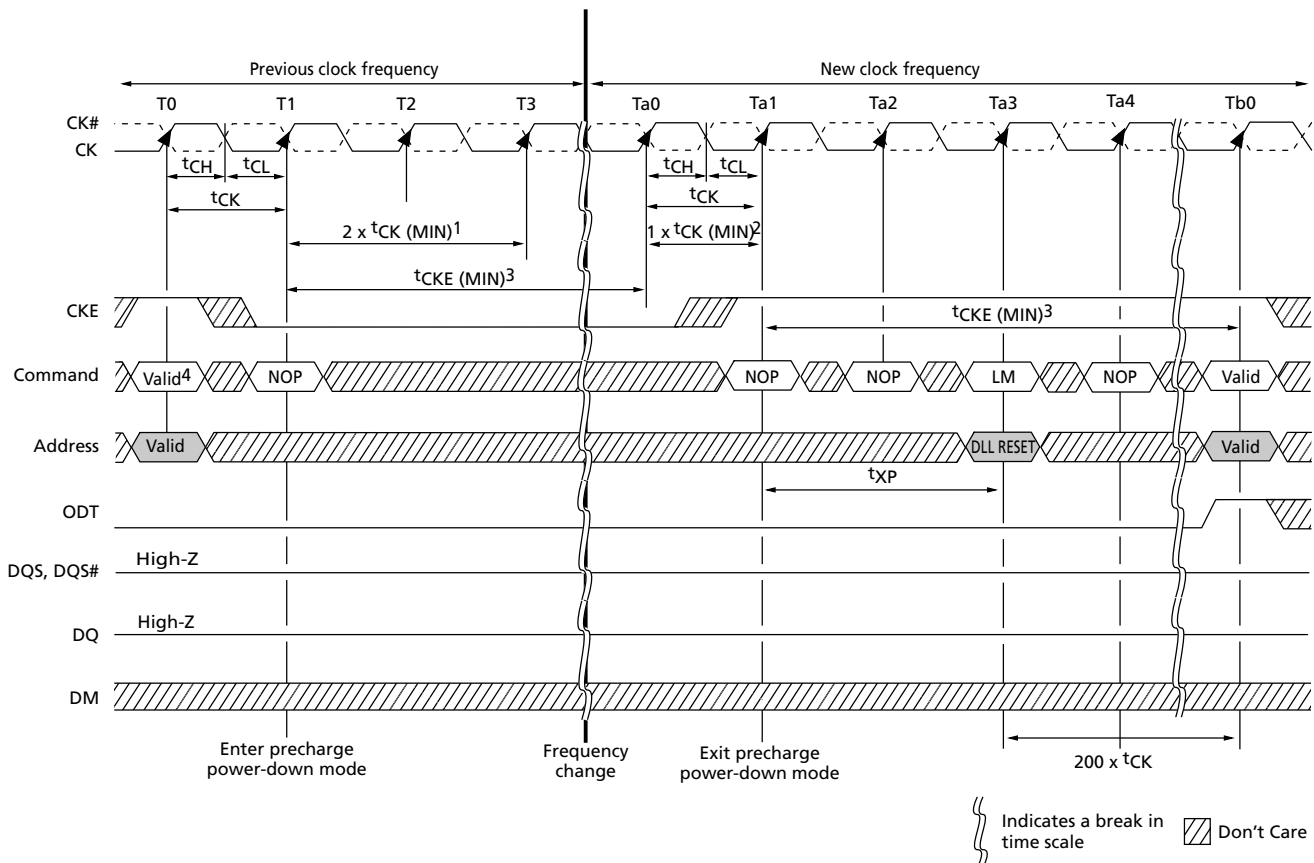 Previous clock frequency
New clock frequency
T0 T1 T2 T3 Ta0 Ta1 Ta2 Ta3 Ta4 Tb0
CK#
CK
tCH tCL tCH tCL
tCK tCK
2 x tCK (MIN)1 1 x tCK (MIN)2
tCKE (MIN)3
CKE
tCKE (MIN)3
Command Valid4 NOP NOP NOP LM NOP Valid
Address Valid DLL RESET Valid
tXP
ODT
DQS, DQS# High-Z
DQ High-Z
DM
Enter precharge
power-down mode
Frequency
change
Exit precharge
power-down mode
200 x tCK
Indicates a break in
time scale
Don't Care